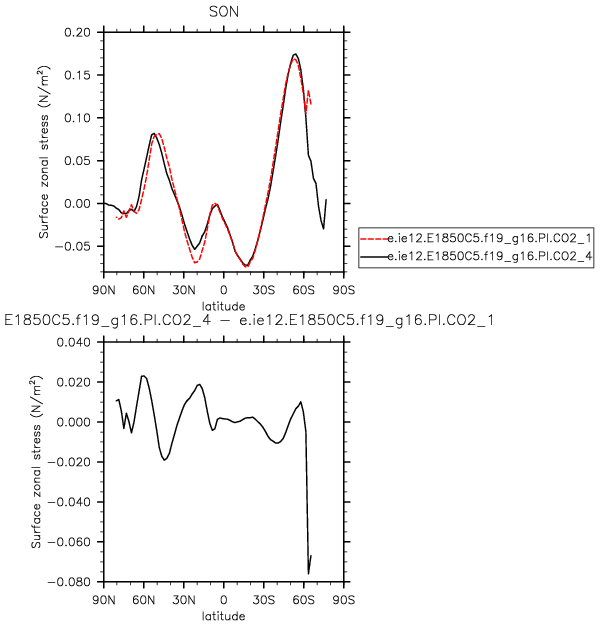 SON
0.20
0.15
0.10
0.05
0.00
−0.05
Surface zonal stress (N/m²)
90N 60N 30N 0 30S 60S 90S
latitude
e.ie12.E1850C5.f19_g16.PI.CO2_1
e.ie12.E1850C5.f19_g16.PI.CO2_4
E1850C5.f19_g16.PI.CO2_4 − e.ie12.E1850C5.f19_g16.PI.CO2_1
0.040
0.020
0.000
−0.020
−0.040
−0.060
−0.080
Surface zonal stress (N/m²)
90N 60N 30N 0 30S 60S 90S
latitude